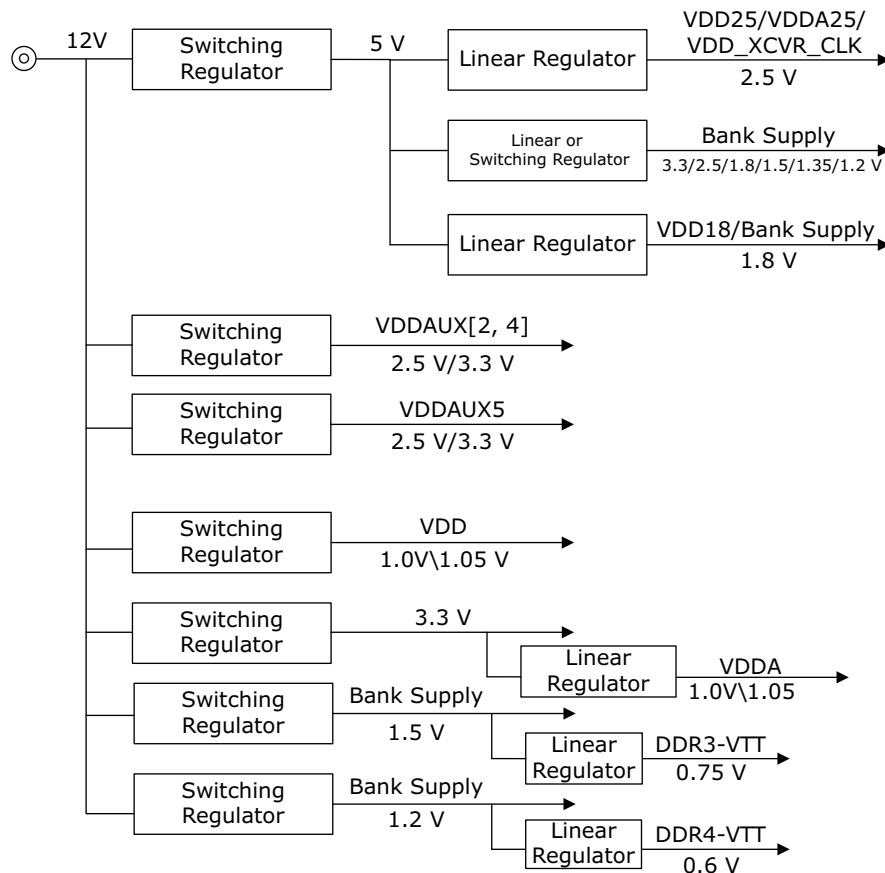 12V
Switching
Regulator
5 V
Linear Regulator
VDD25/VDDA25/
VDD_XCVR_CLK
2.5 V
Linear or
Switching Regulator
Bank Supply
3.3/2.5/1.8/1.5/1.35/1.2 V
Linear Regulator
VDD18/Bank Supply
1.8 V
Switching
Regulator
VDDAUX[2, 4]
2.5 V/3.3 V
Switching
Regulator
VDDAUX5
2.5 V/3.3 V
Switching
Regulator
VDD
1.0V\1.05 V
Switching
Regulator
3.3 V
Linear
Regulator
VDDA
1.0V\1.05
Switching
Regulator
Bank Supply
1.5 V
Linear
Regulator
DDR3-VTT
0.75 V
Switching
Regulator
Bank Supply
1.2 V
Linear
Regulator
DDR4-VTT
0.6 V